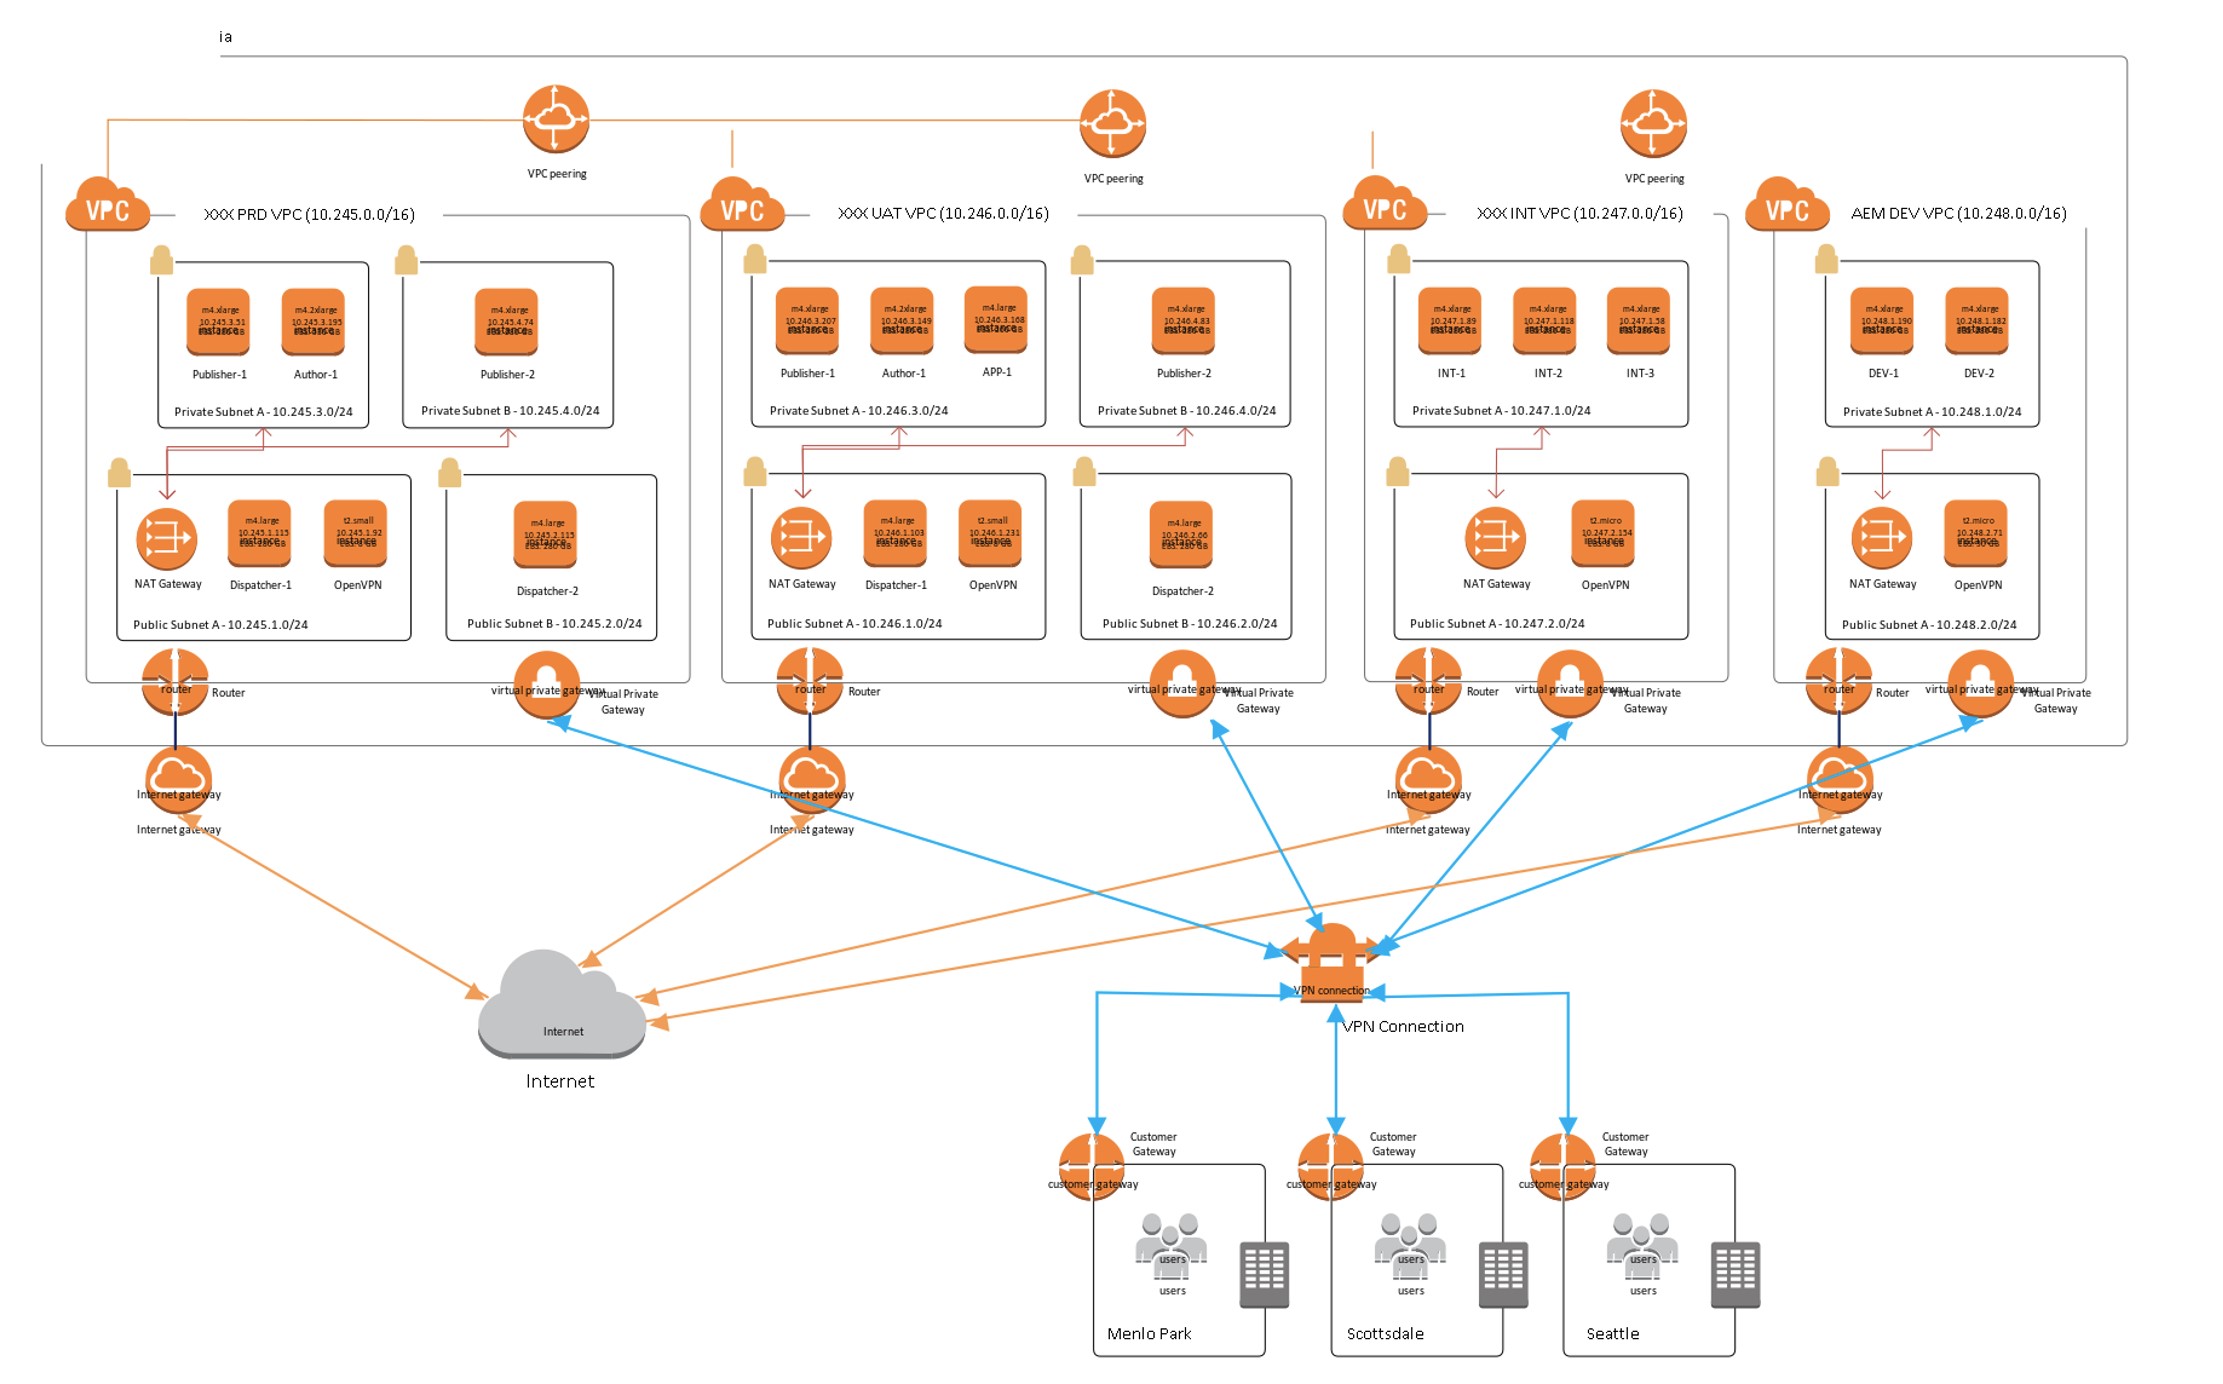 ia
VPC peering
VPC peering
VPC peering
VPC
XXX PRD VPC (10.245.0.0/16)
VPC
XXX UAT VPC (10.246.0.0/16)
VPC
XXX INT VPC (10.247.0.0/16)
VPC
AEM DEV VPC (10.248.0.0/16)
m4.xlarge
10.245.3.51
instance
Publisher-1
m4.2xlarge
10.245.3.195
instance
Author-1
Private Subnet A - 10.245.3.0/24
m4.xlarge
10.245.4.74
instance
Publisher-2
Private Subnet B - 10.245.4.0/24
m4.xlarge
10.246.3.207
instance
Publisher-1
m4.2xlarge
10.246.3.149
instance
Author-1
m4.large
10.246.3.168
instance
APP-1
Private Subnet A - 10.246.3.0/24
m4.xlarge
10.246.4.83
instance
Publisher-2
Private Subnet B - 10.246.4.0/24
m4.xlarge
10.247.1.89
instance
INT-1
m4.xlarge
10.247.1.118
instance
INT-2
m4.xlarge
10.247.1.58
instance
INT-3
Private Subnet A - 10.247.1.0/24
m4.xlarge
10.248.1.190
instance
DEV-1
m4.xlarge
10.248.1.182
instance
DEV-2
Private Subnet A - 10.248.1.0/24
NAT Gateway
m4.large
10.245.1.115
instance
Dispatcher-1
t2.small
10.245.1.92
instance
OpenVPN
Public Subnet A - 10.245.1.0/24
m4.large
10.245.2.115
instance
Dispatcher-2
Public Subnet B - 10.245.2.0/24
NAT Gateway
m4.large
10.246.1.103
instance
Dispatcher-1
t2.small
10.246.1.231
instance
OpenVPN
Public Subnet A - 10.246.1.0/24
m4.large
10.246.2.66
instance
Dispatcher-2
Public Subnet B - 10.246.2.0/24
NAT Gateway
t2.micro
10.247.2.154
instance
OpenVPN
Public Subnet A - 10.247.2.0/24
NAT Gateway
t2.micro
10.248.2.71
instance
OpenVPN
Public Subnet A - 10.248.2.0/24
router
Router
virtual private gateway
Virtual Private
Gateway
router
Router
virtual private gateway
Virtual Private
Gateway
router
Router
virtual private gateway
Virtual Private
Gateway
router
Router
virtual private gateway
Virtual Private
Gateway
Internet gateway
Internet gateway
Internet gateway
Internet gateway
Internet gateway
Internet gateway
Internet gateway
Internet gateway
Internet
Internet
VPN connection
VPN Connection
Customer
Gateway
customer gateway
users
users
Menlo Park
Customer
Gateway
customer gateway
users
users
Scottsdale
Customer
Gateway
customer gateway
users
users
Seattle